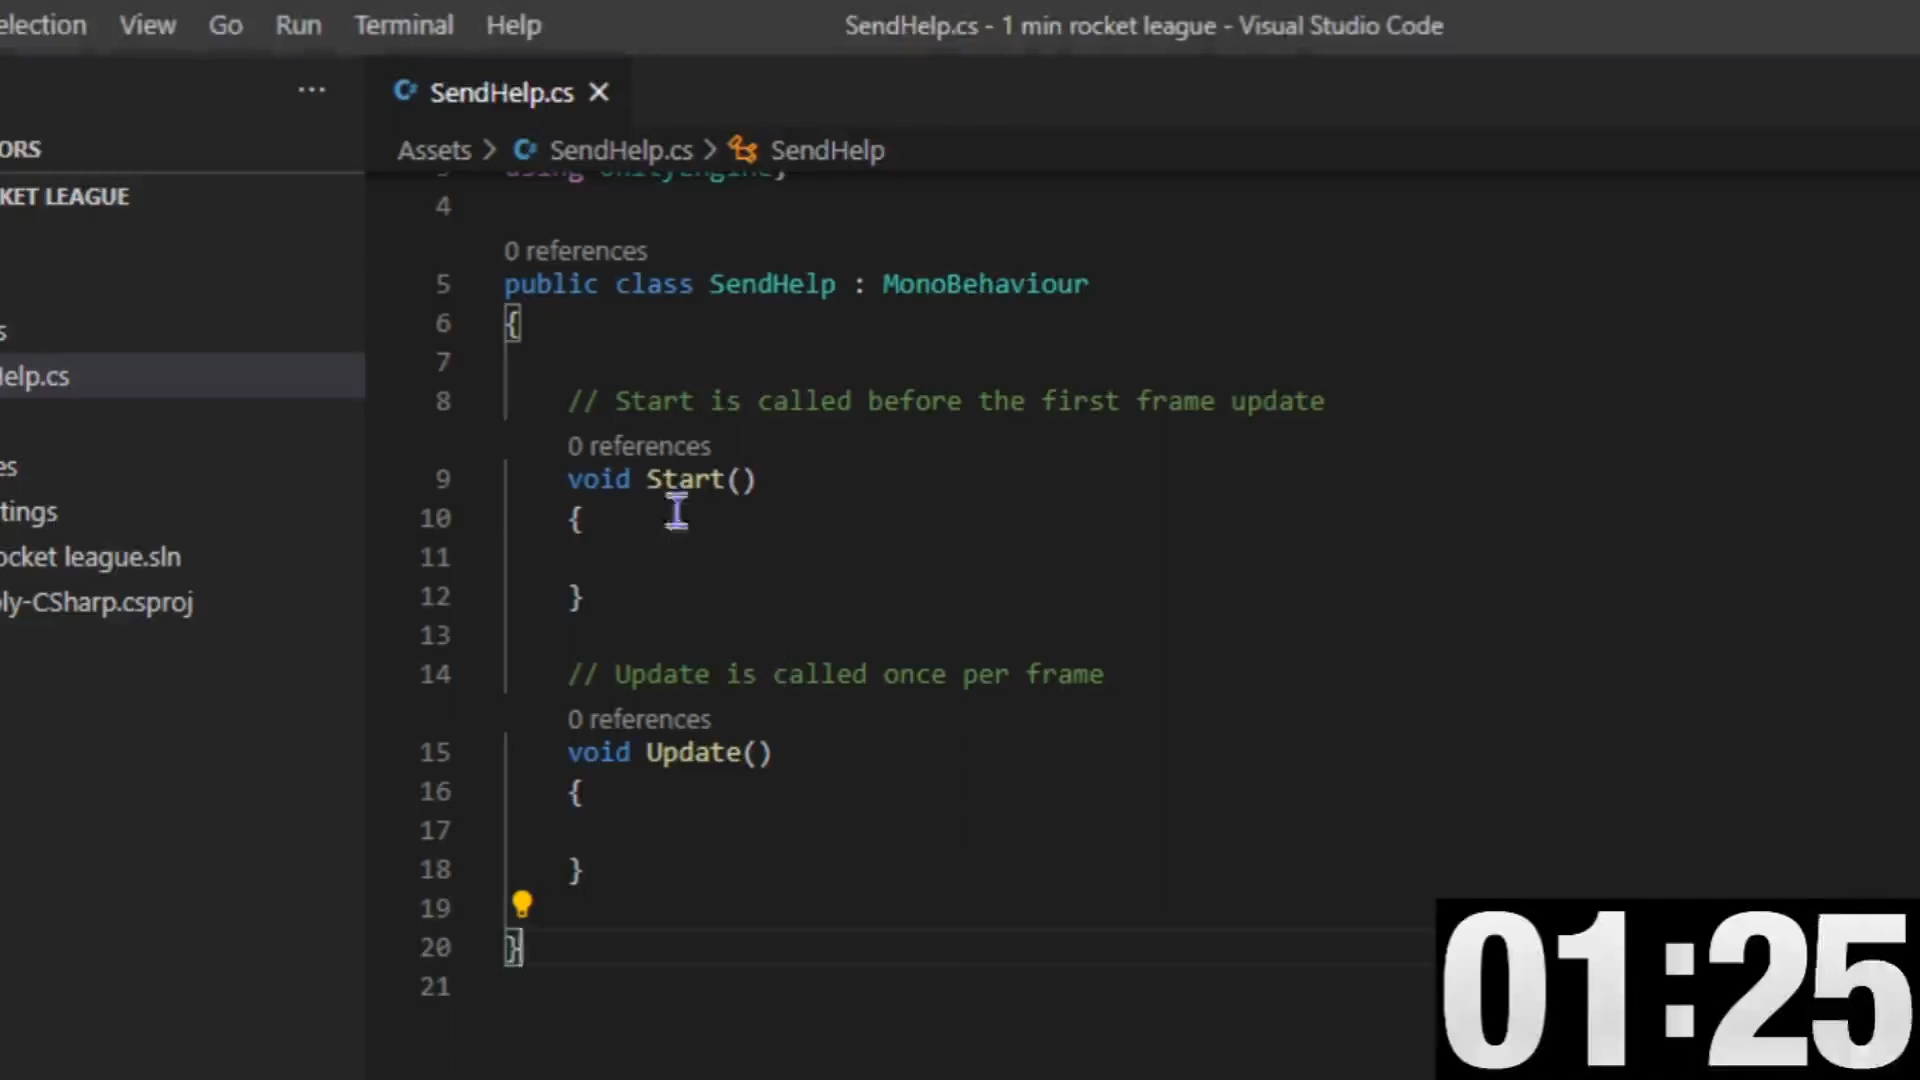 election View Go Run Terminal Help SendHelp.cs - 1 min rocket league - Visual Studio Code
... SendHelp.cs
ORS
Assets > SendHelp.cs > SendHelp
KET LEAGUE
3 using UnityEngine;
4
0 references
5 public class SendHelp : MonoBehaviour
6 {
s
7
elp.cs
8 // Start is called before the first frame update
0 references
es
9 void Start()
tings
10 {
ocket league.sln
11
ly-CSharp.csproj
12 }
13
14 // Update is called once per frame
0 references
15 void Update()
16 {
17
18 }
19
20 }
21
01:25